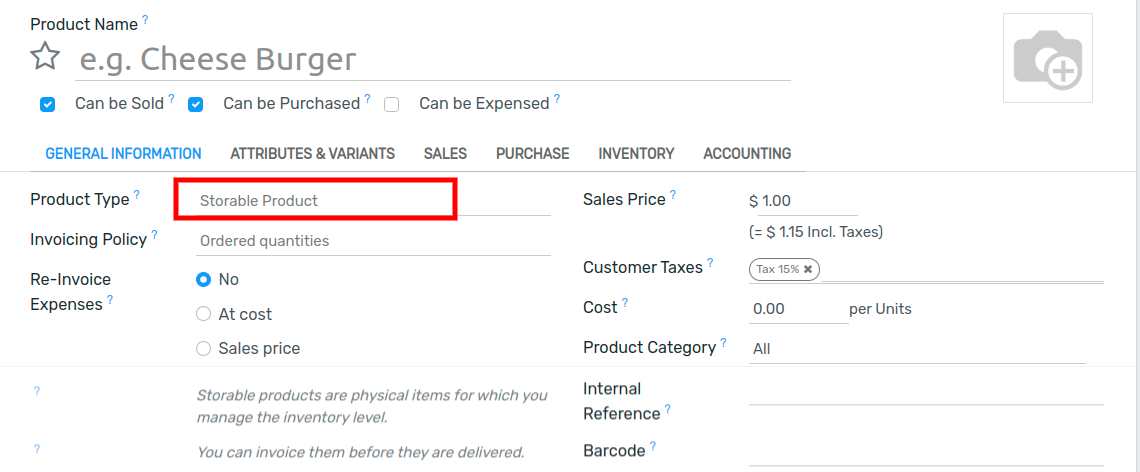 Product Name ?
e.g. Cheese Burger
Can be Sold ? Can be Purchased ? Can be Expensed ?
GENERAL INFORMATION ATTRIBUTES & VARIANTS SALES PURCHASE INVENTORY ACCOUNTING
Product Type ? Storable Product
Invoicing Policy ? Ordered quantities
Re-Invoice
Expenses ?
No
At cost
Sales price
?
Storable products are physical items for which you
manage the inventory level.
?
You can invoice them before they are delivered.
Sales Price ? $ 1.00
(= $ 1.15 Incl. Taxes)
Customer Taxes ? Tax 15% ✖
Cost ? 0.00 per Units
Product Category ? All
Internal
Reference ?
Barcode ?